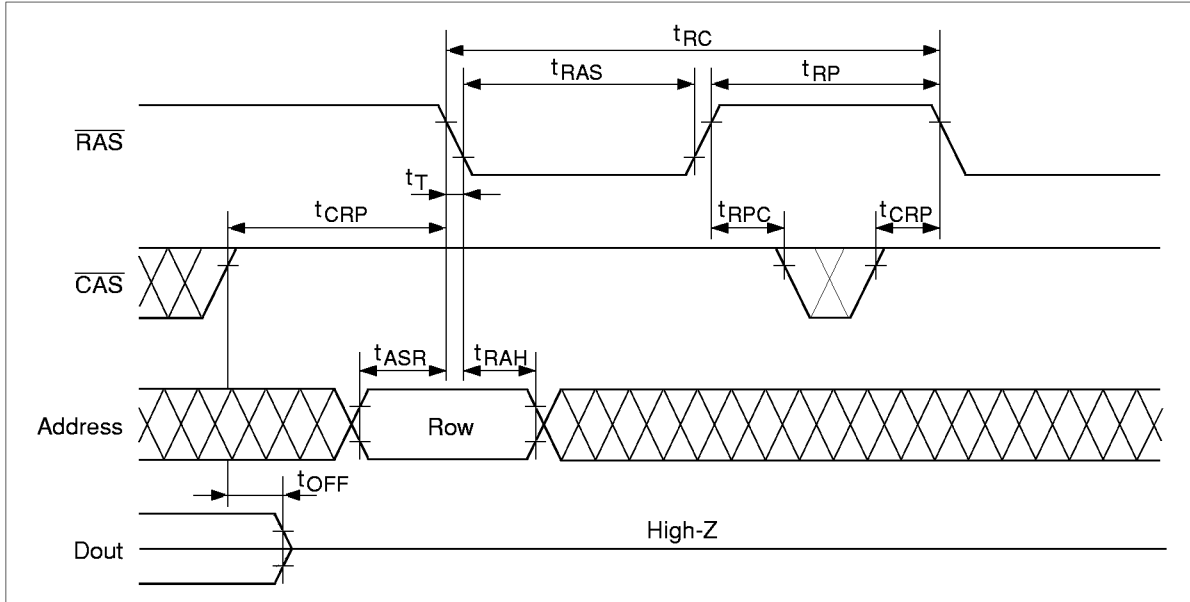 tRC
tRAS
tRP
RAS
tT
tCRP
tRPC
tCRP
CAS
tASR
tRAH
Address
Row
tOFF
High-Z
Dout